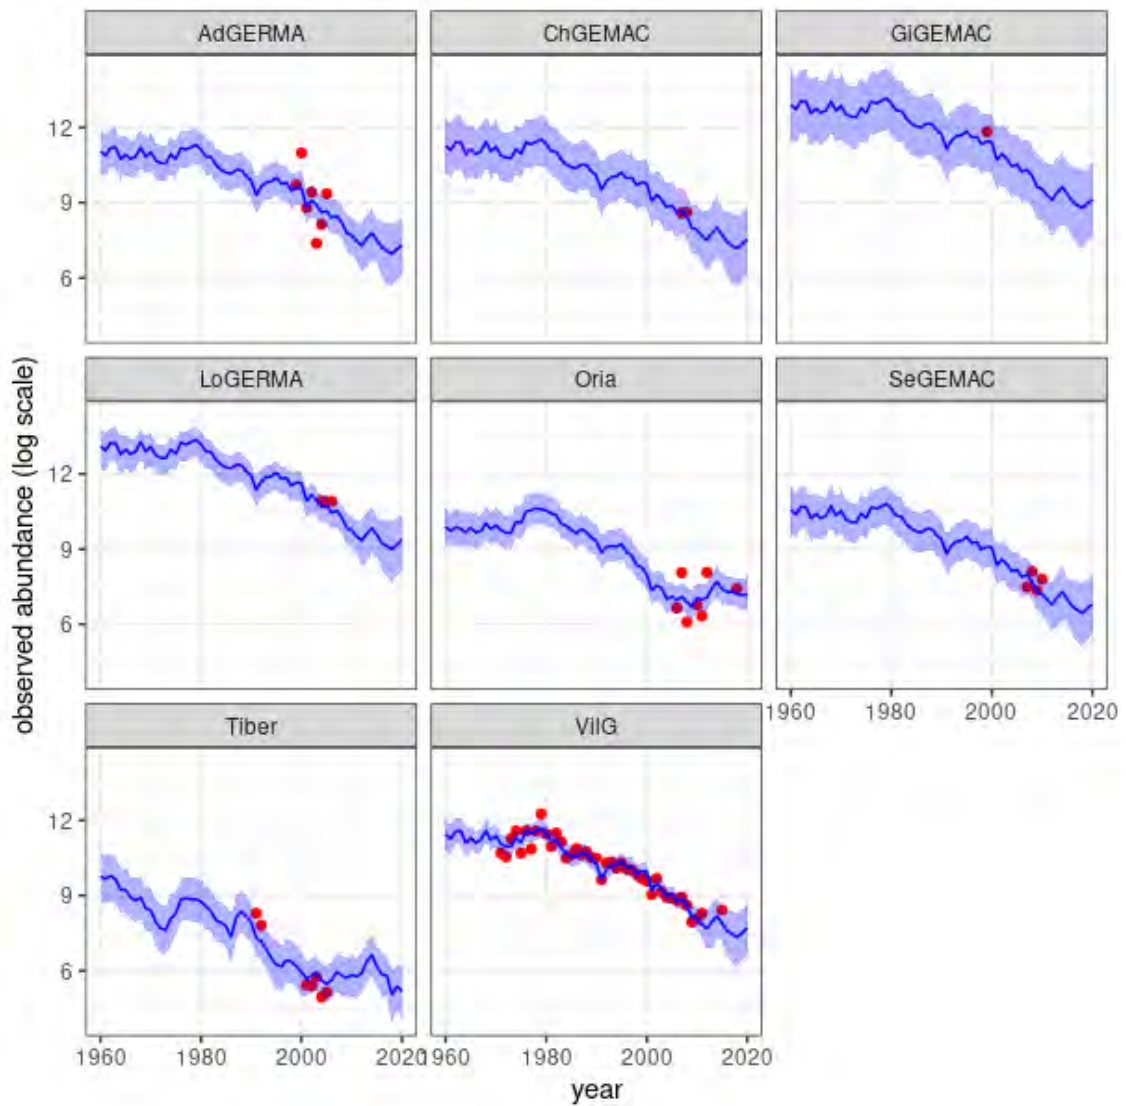 AdGERMA ChGEMAC GiGEMAC
12
9
6
LoGERMA Oria SeGEMAC
12
9
6
1960 1980 2000 2020
Tiber VilG
12
9
6
1960 1980 2000 2020 1960 1980 2000 2020
observed abundance (log scale)
year